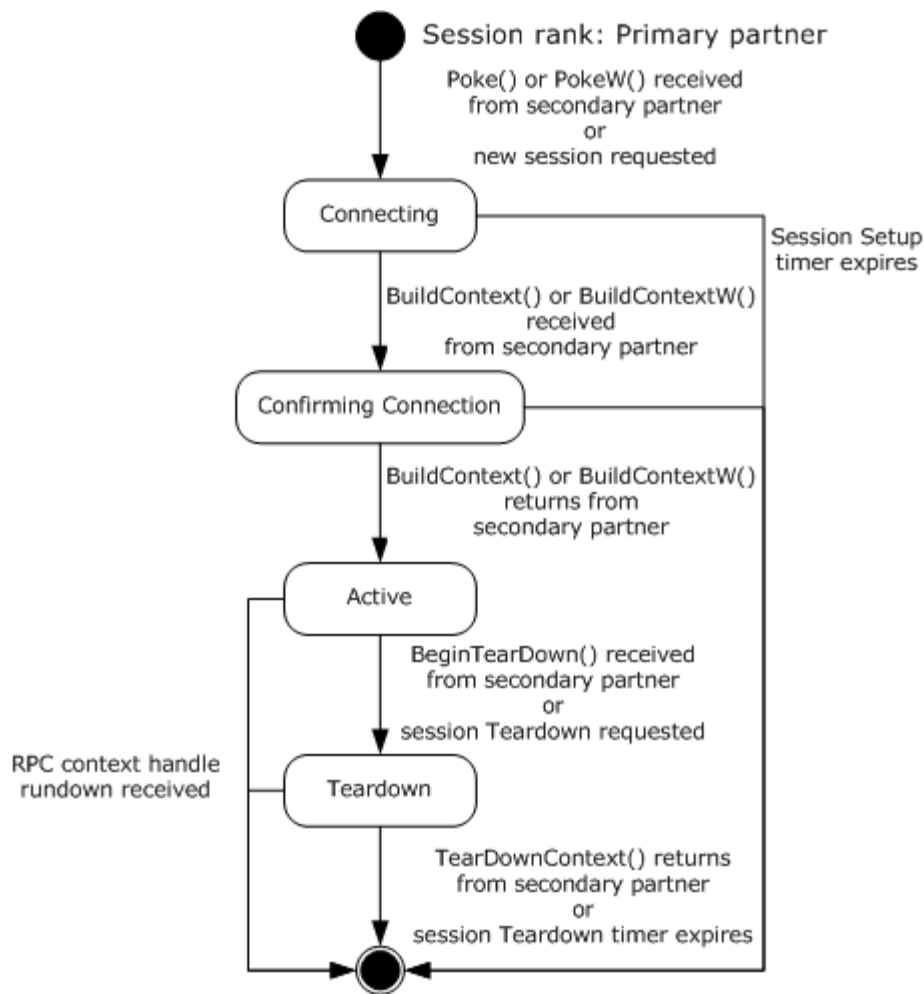 Session rank: Primary partner
Poke() or PokeW() received
from secondary partner
or
new session requested
Connecting
Session Setup
timer expires
BuildContext() or BuildContextW()
received
from secondary partner
Confirming Connection
BuildContext() or BuildContextW()
returns from
secondary partner
Active
BeginTearDown() received
from secondary partner
or
session Teardown requested
RPC context handle
rundown received
Teardown
TearDownContext() returns
from secondary partner
or
session Teardown timer expires